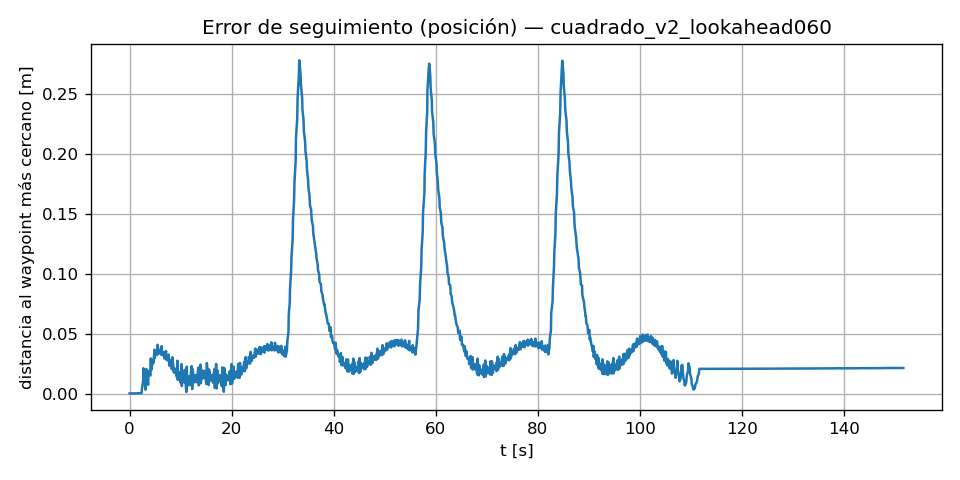 Error de seguimiento (posición) — cuadrado_v2_lookahead060
distancia al waypoint más cercano [m]
0.25
0.20
0.15
0.10
0.05
0.00
0 20 40 60 80 100 120 140
t [s]